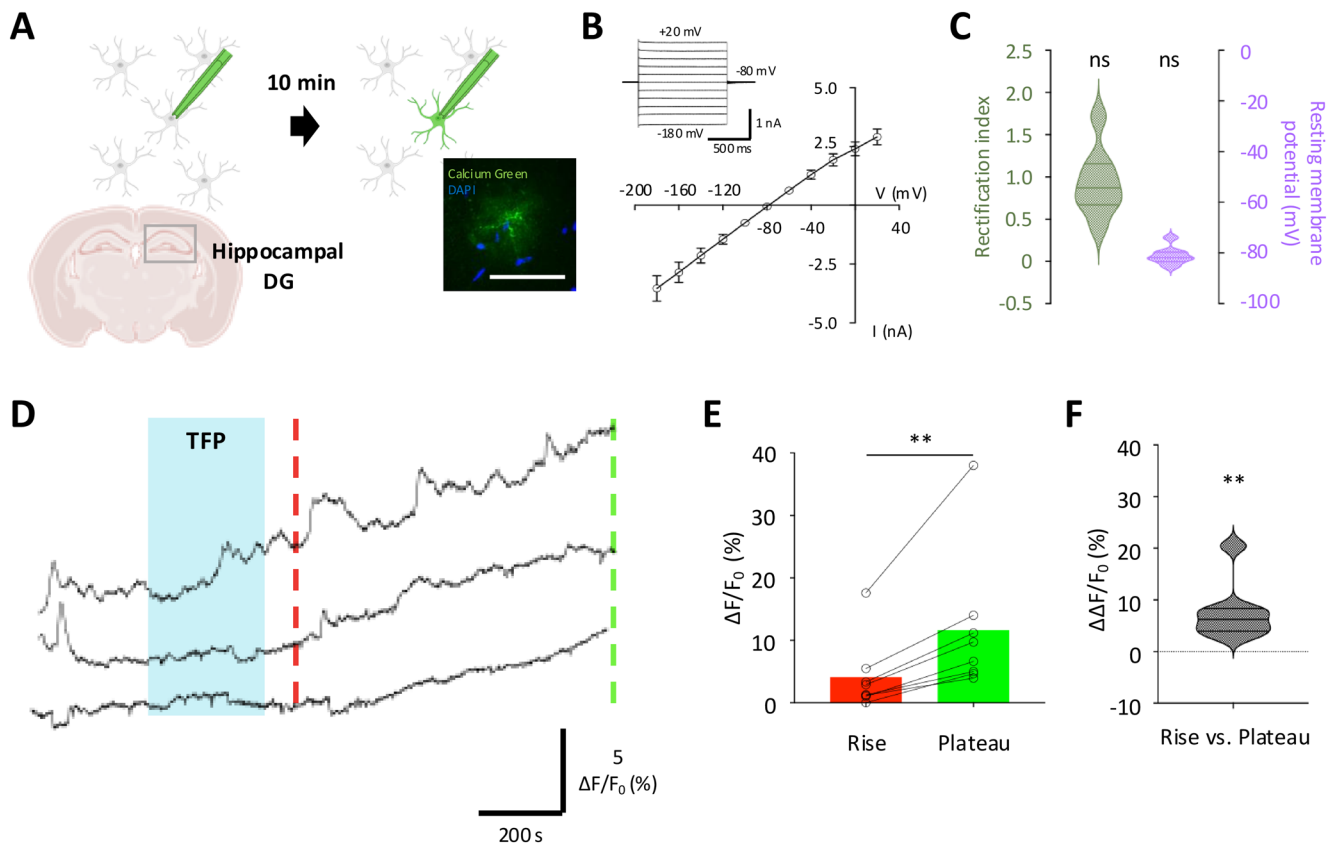 A
10 min
Calcium Green
DAPI
Hippocampal
DG
B
+20 mV
-80 mV
-180 mV
1 nA
500 ms
5.0
2.5
-200 -160 -120
V (mV)
-80 -40 40
-2.5
-5.0
I (nA)
C
2.5
2.0
1.5
1.0
0.5
0
-0.5
Rectification index
ns
ns
0
-20
-40
-60
-80
-100
Resting membrane
potential (mV)
D
TFP
5
ΔF/F0 (%)
200 s
E
**
40
30
20
10
0
ΔF/F0 (%)
Rise Plateau
F
**
40
30
20
10
0
-10
ΔΔF/F0 (%)
Rise vs. Plateau